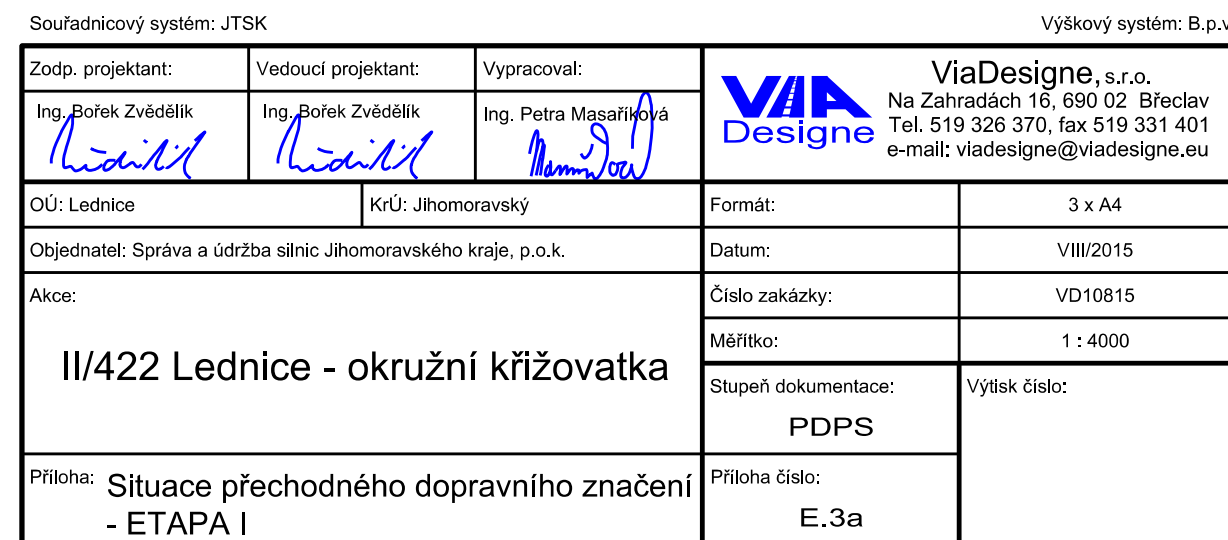 Souřadnicový systém: JTSK
Výškový systém: B.p.v
Zodp. projektant:
Vedoucí projektant:
Vypracoval:
Ing. Bořek Zvědělík
Ing. Bořek Zvědělík
Ing. Petra Masaříková
VIA
Designe
ViaDesigne, s.r.o.
Na Zahradách 16, 690 02 Břeclav
Tel. 519 326 370, fax 519 331 401
e-mail: viadesigne@viadesigne.eu
OÚ: Lednice
KrÚ: Jihomoravský
Formát:
3 x A4
Objednatel: Správa a údržba silnic Jihomoravského kraje, p.o.k.
Datum:
VIII/2015
Akce:
Číslo zakázky:
VD10815
II/422 Lednice - okružní křižovatka
Měřítko:
1 : 4000
Stupeň dokumentace:
PDPS
Výtisk číslo:
Příloha:
Situace přechodného dopravního značení
- ETAPA I
Příloha číslo:
E.3a